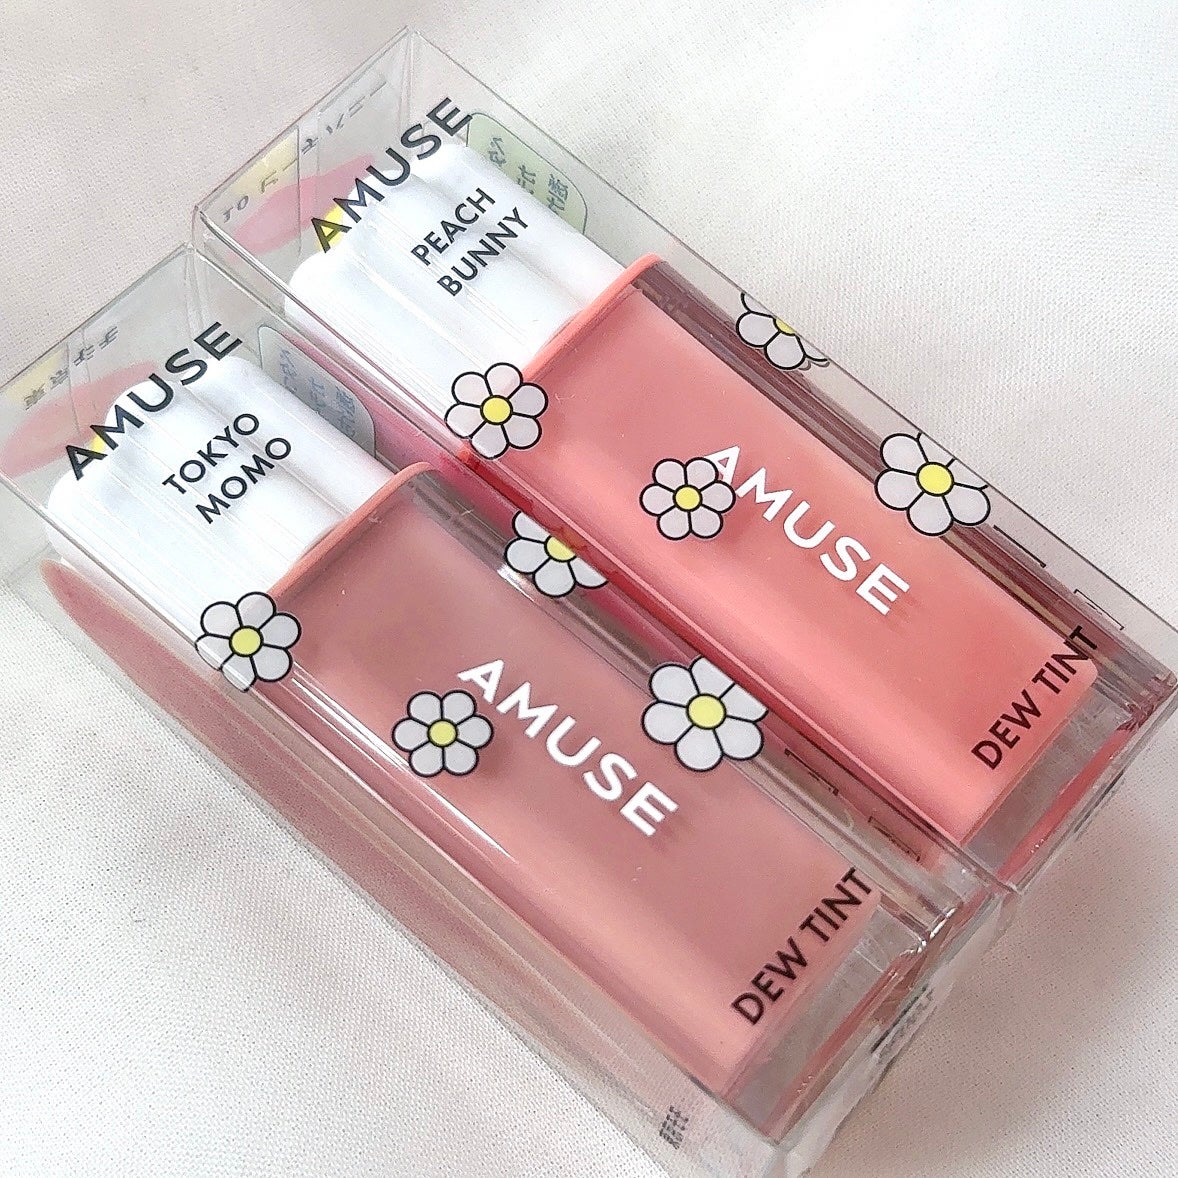 AMUSE
PEACH
BUNNY
AMUSE
DEW TINT
AMUSE
TOKYO
MOMO
AMUSE
DEW TINT